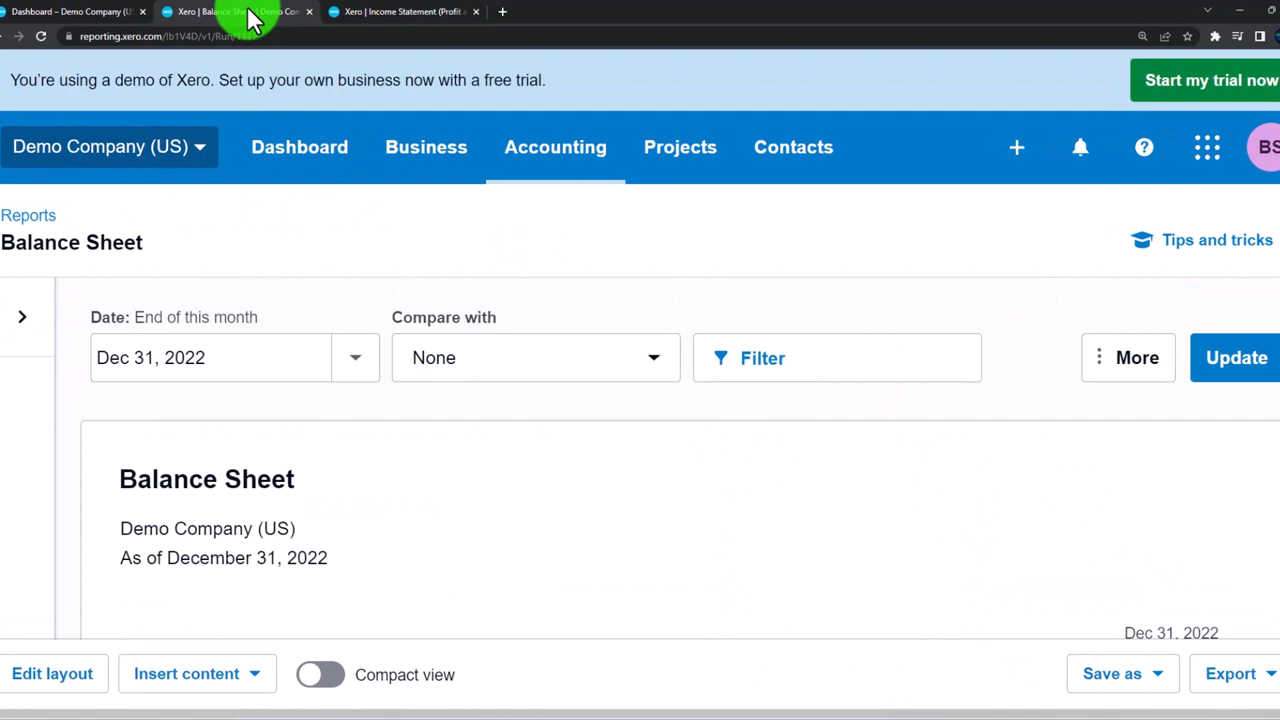 Dashboard – Demo Company (U
Xero | Balance Sheet | Demo Com
Xero | Income Statement (Profit a
reporting.xero.com/!b1V4D/v1/Run/
You're using a demo of Xero. Set up your own business now with a free trial.
Start my trial now
Demo Company (US)
Dashboard
Business
Accounting
Projects
Contacts
BS
Reports
Balance Sheet
Tips and tricks
Date: End of this month
Compare with
Dec 31, 2022
None
Filter
More
Update
Balance Sheet
Demo Company (US)
As of December 31, 2022
Dec 31, 2022
Edit layout
Insert content
Compact view
Save as
Export